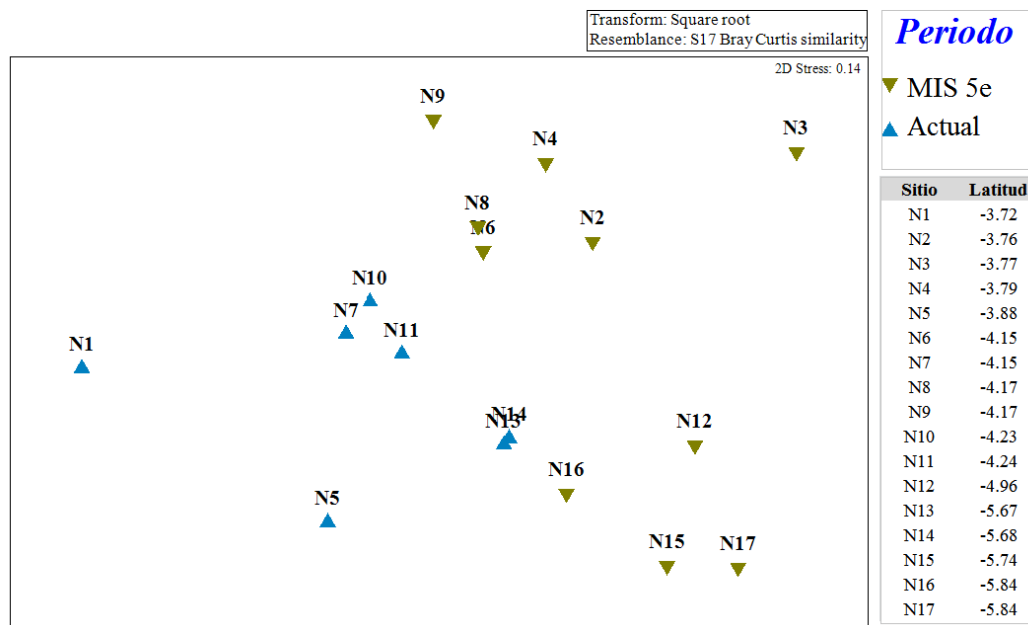 Transform: Square root
Resemblance: S17 Bray Curtis similarity
2D Stress: 0.14
N9
N4
N3
N8
N6
N2
N10
N7
N11
N1
N14
N13
N12
N16
N5
N15
N17
Periodo
MIS 5e
Actual
Sitio Latitud
N1 -3.72
N2 -3.76
N3 -3.77
N4 -3.79
N5 -3.88
N6 -4.15
N7 -4.15
N8 -4.17
N9 -4.17
N10 -4.23
N11 -4.24
N12 -4.96
N13 -5.67
N14 -5.68
N15 -5.74
N16 -5.84
N17 -5.84